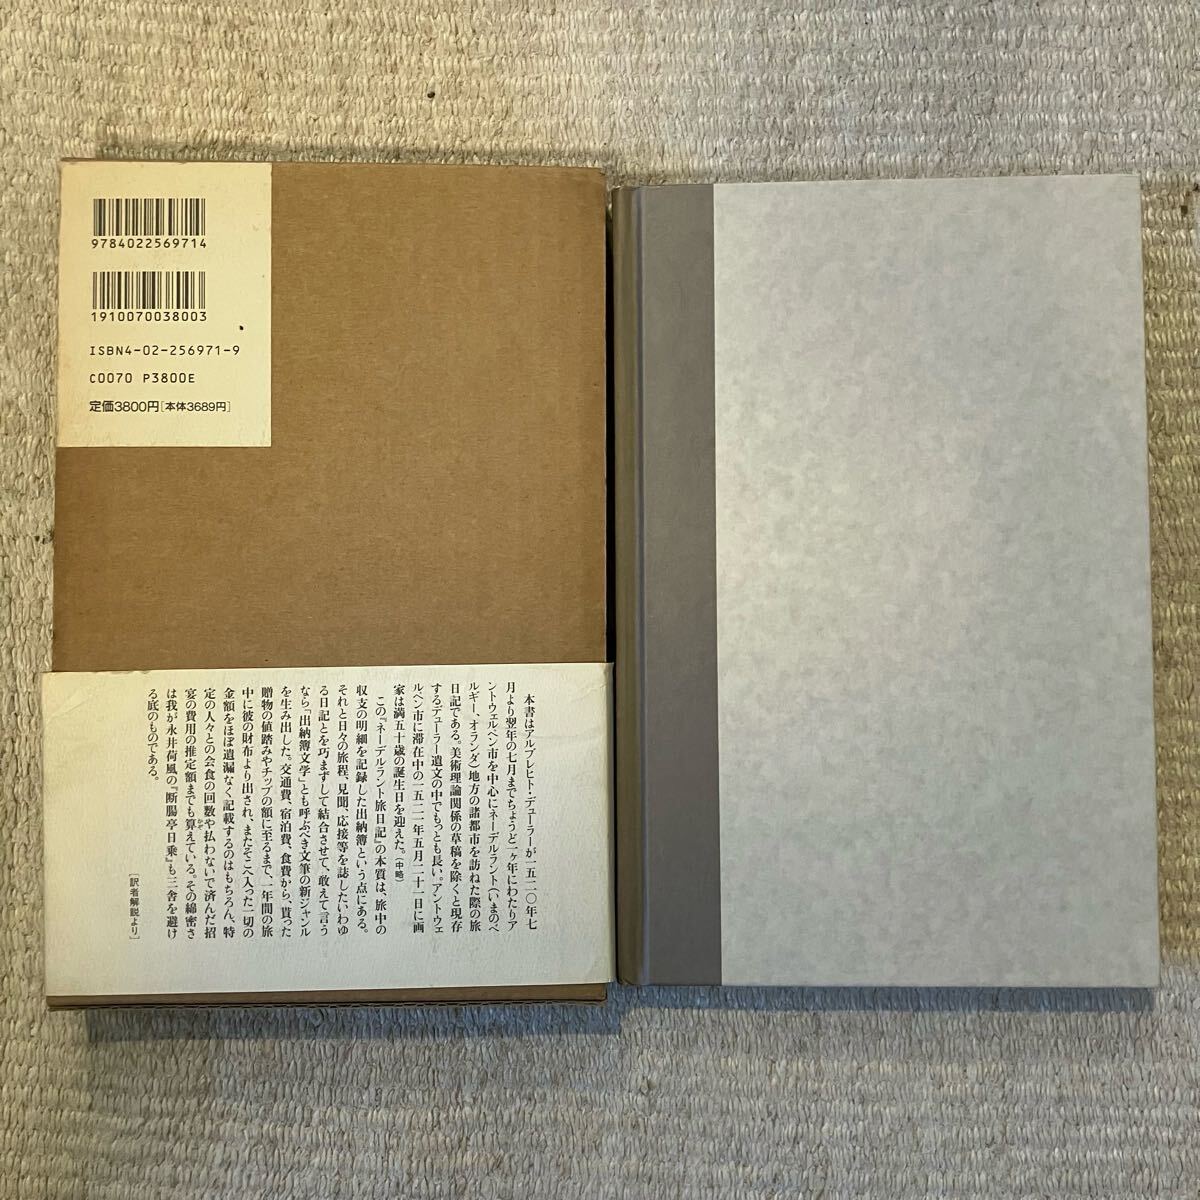 9784022569714
1910070038003
ISBN4-02-256971-9
C0070 P3800E
定価3800円[本体3689円]
本書はアルブレヒト・デューラーが一五二〇年七
月より翌年の七月までちょうど一ヶ年にわたりア
ントウェルペン市を中心にネーデルラント(いまのベ
ルギー、オランダ)地方の諸都市を訪ねた際の旅
日記である。美術理論関係の草稿を除くと現存
するデューラー遺文の中でもっとも長い。アントウェ
ルペン市に滞在中の一五二一年五月二十一日に画
家は満五十歳の誕生日を迎えた。(中略)
この『ネーデルラント旅日記』の本質は、旅中の
収支の明細を記録した出納簿という点にある。
それと日々の旅程、見聞、応接等を誌したいわゆ
る日記とを巧まずして結合させて、敢えて言う
なら「出納簿文学」とも呼ぶべき文筆の新ジャンル
を生み出した。交通費、宿泊費、食費から、貰った
贈物の値踏みやチップの額に至るまで、一年間の旅
中に彼の財布より出され、またそこへ入った一切の
金額をほぼ遺漏なく記載するのはもちろん、特
定の人々との会食の回数や払わないで済んだ招
宴の費用の推定額までも算えている。その綿密さ
かぞ
は我が永井荷風の『断腸亭日乗』も三舎を避け
る底のものである。
[訳者解説より]